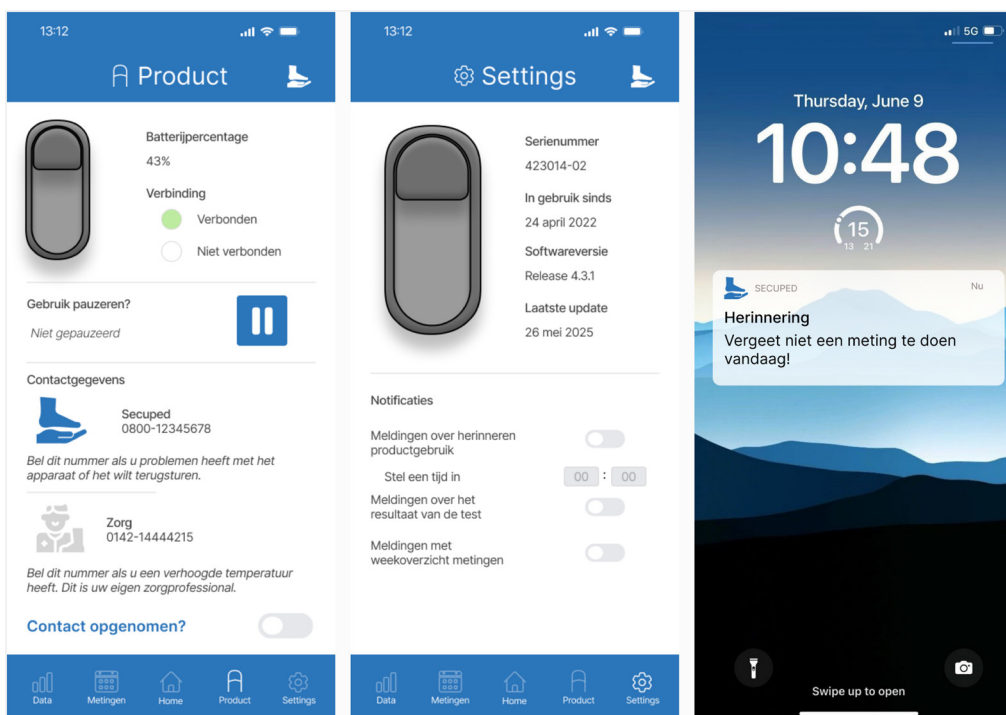 13:12
Product
Batterijpercentage
43%
Verbinding
Verbonden
Niet verbonden
Gebruik pauzeren?
Niet gepauzeerd
Contactgegevens
Secuped
0800-12345678
Bel dit nummer als u problemen heeft met het
apparaat of het wilt terugsturen.
Zorg
0142-14444215
Bel dit nummer als u een verhoogde temperatuur
heeft. Dit is uw eigen zorgprofessional.
Contact opgenomen?
Data Metingen Home Product Settings
13:12
Settings
Serienummer
423014-02
In gebruik sinds
24 april 2022
Softwareversie
Release 4.3.1
Laatste update
26 mei 2025
Notificaties
Meldingen over herinneren
productgebruik
Stel een tijd in 00 : 00
Meldingen over het
resultaat van de test
Meldingen met
weekoverzicht metingen
Data Metingen Home Product Settings
5G
Thursday, June 9
10:48
15
13 21
SECUPED Nu
Herinnering
Vergeet niet een meting te doen
vandaag!
Swipe up to open